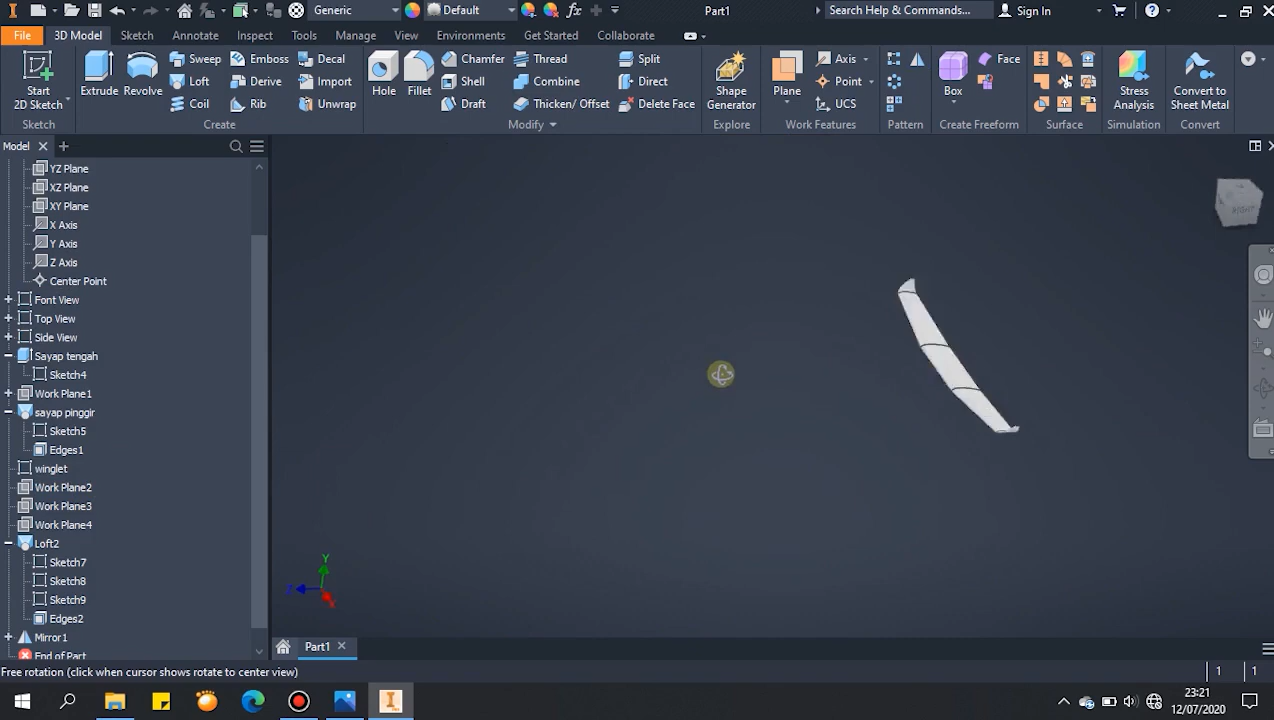 Generic
Default
Part1
Search Help & Commands...
Sign In
File
3D Model
Sketch
Annotate
Inspect
Tools
Manage
View
Environments
Get Started
Collaborate
Start
2D Sketch
Sketch
Extrude
Revolve
Sweep
Loft
Coil
Emboss
Derive
Rib
Decal
Import
Unwrap
Create
Hole
Fillet
Chamfer
Shell
Draft
Thread
Combine
Thicken/ Offset
Split
Direct
Delete Face
Modify
Shape
Generator
Explore
Plane
Axis
Point
UCS
Work Features
Pattern
Box
Face
Create Freeform
Surface
Stress
Analysis
Simulation
Convert to
Sheet Metal
Convert
Model
YZ Plane
XZ Plane
XY Plane
X Axis
Y Axis
Z Axis
Center Point
Font View
Top View
Side View
Sayap tengah
Sketch4
Work Plane1
sayap pinggir
Sketch5
Edges1
winglet
Work Plane2
Work Plane3
Work Plane4
Loft2
Sketch7
Sketch8
Sketch9
Edges2
Mirror1
End of Part
RIGHT
Y
Z
Part1
Free rotation (click when cursor shows rotate to center view)
1
1
23:21
12/07/2020